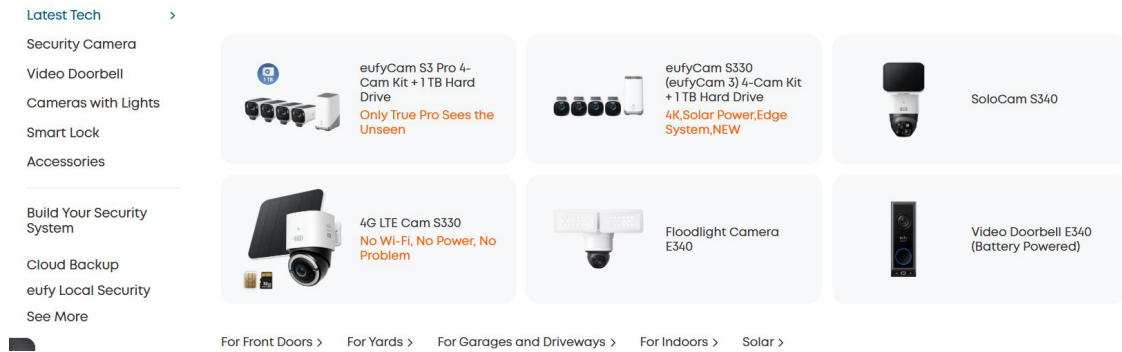 Latest Tech >
Security Camera
Video Doorbell
Cameras with Lights
Smart Lock
Accessories
Build Your Security
System
Cloud Backup
eufy Local Security
See More
1 TB
eufyCam S3 Pro 4-
Cam Kit + 1 TB Hard
Drive
Only True Pro Sees the
Unseen
eufyCam S330
(eufyCam 3) 4-Cam Kit
+ 1 TB Hard Drive
4K,Solar Power,Edge
System,NEW
SoloCam S340
4G LTE Cam S330
No Wi-Fi, No Power, No
Problem
Floodlight Camera
E340
eufy
Video Doorbell E340
(Battery Powered)
For Front Doors >
For Yards >
For Garages and Driveways >
For Indoors >
Solar >